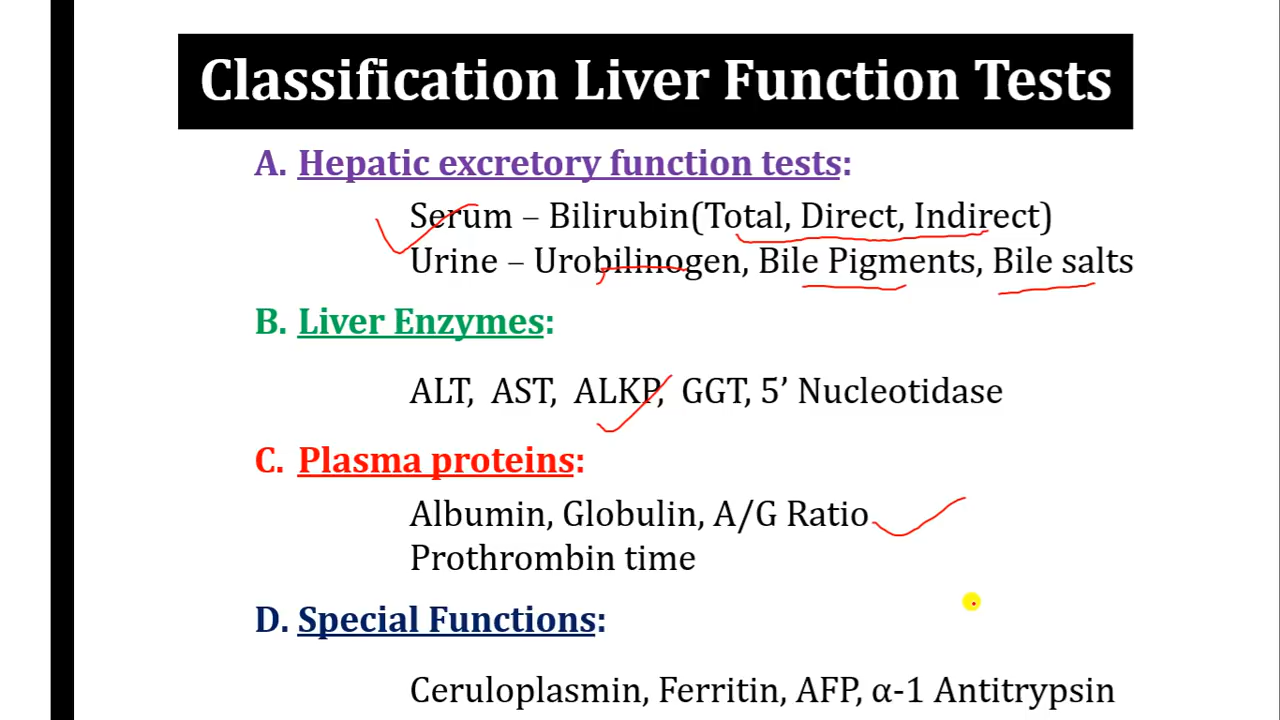 Classification Liver Function Tests
A. Hepatic excretory function tests:
Serum – Bilirubin(Total, Direct, Indirect)
Urine – Urobilinogen, Bile Pigments, Bile salts
B. Liver Enzymes:
ALT, AST, ALKP, GGT, 5’ Nucleotidase
C. Plasma proteins:
Albumin, Globulin, A/G Ratio
Prothrombin time
D. Special Functions:
Ceruloplasmin, Ferritin, AFP, α-1 Antitrypsin